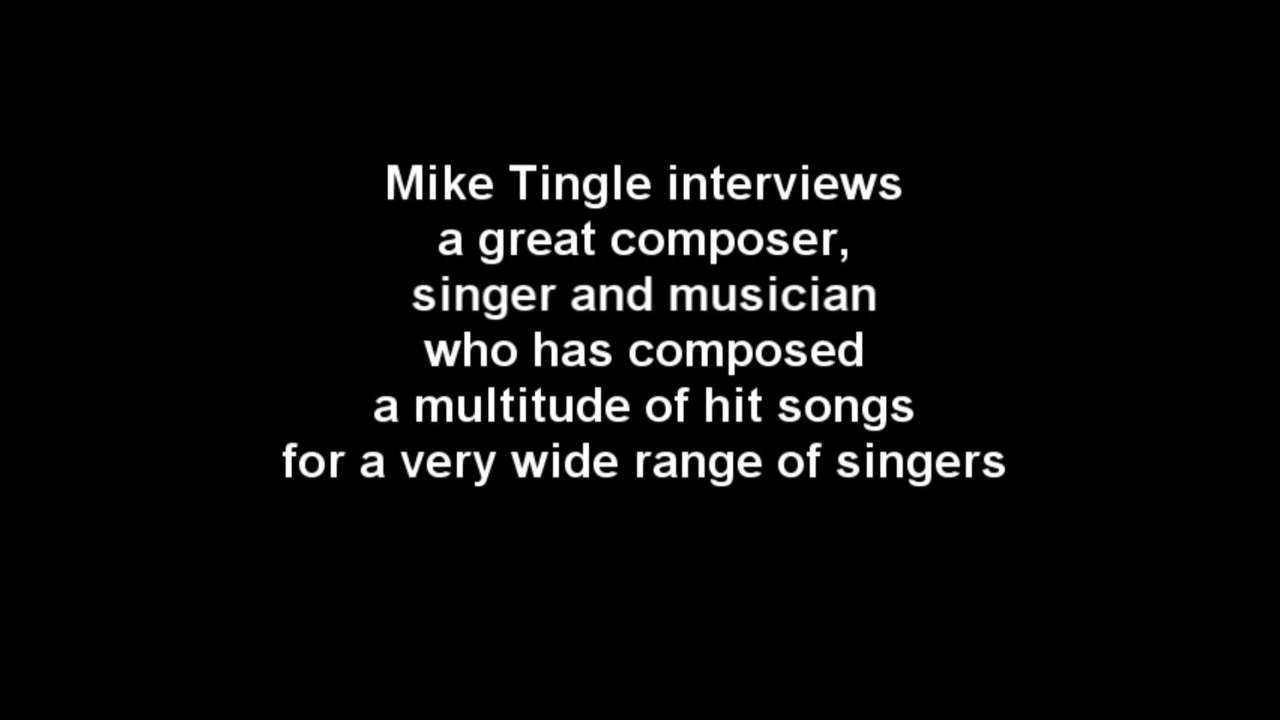 Mike Tingle interviews
a great composer,
singer and musician
who has composed
a multitude of hit songs
for a very wide range of singers